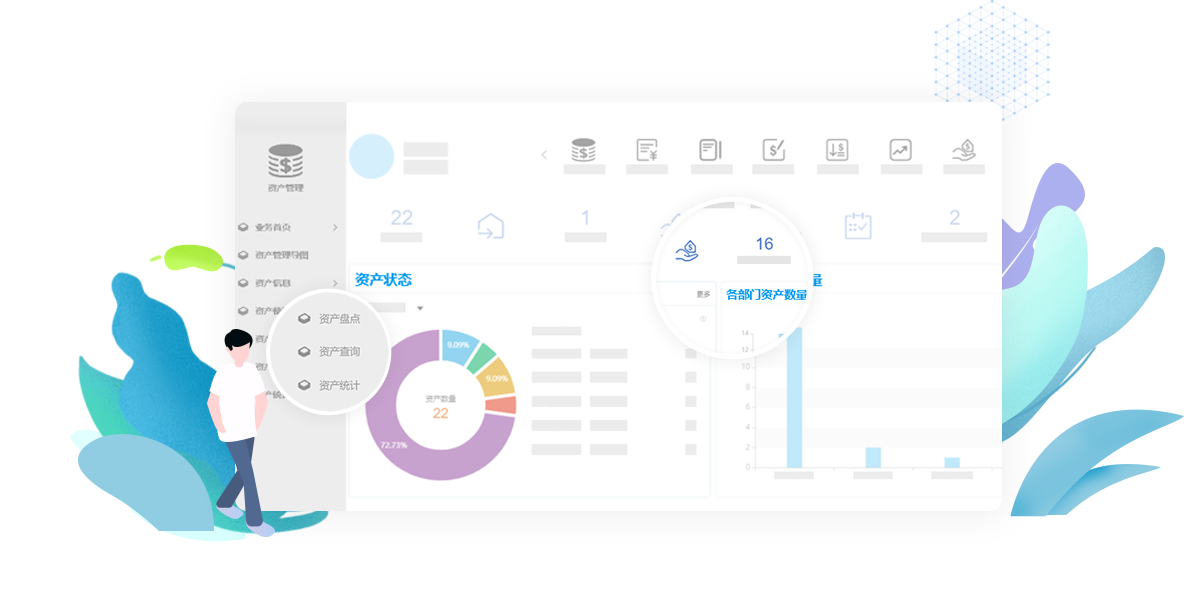 资产管理
业务首页
资产管理导图
资产信息
资产盘点
资产查询
资产统计
22
1
16
2
资产状态
更多
各部门资产数量
量
9.09%
9.09%
72.73%
资产数量
22
14
12
10
8
6
4
2
0